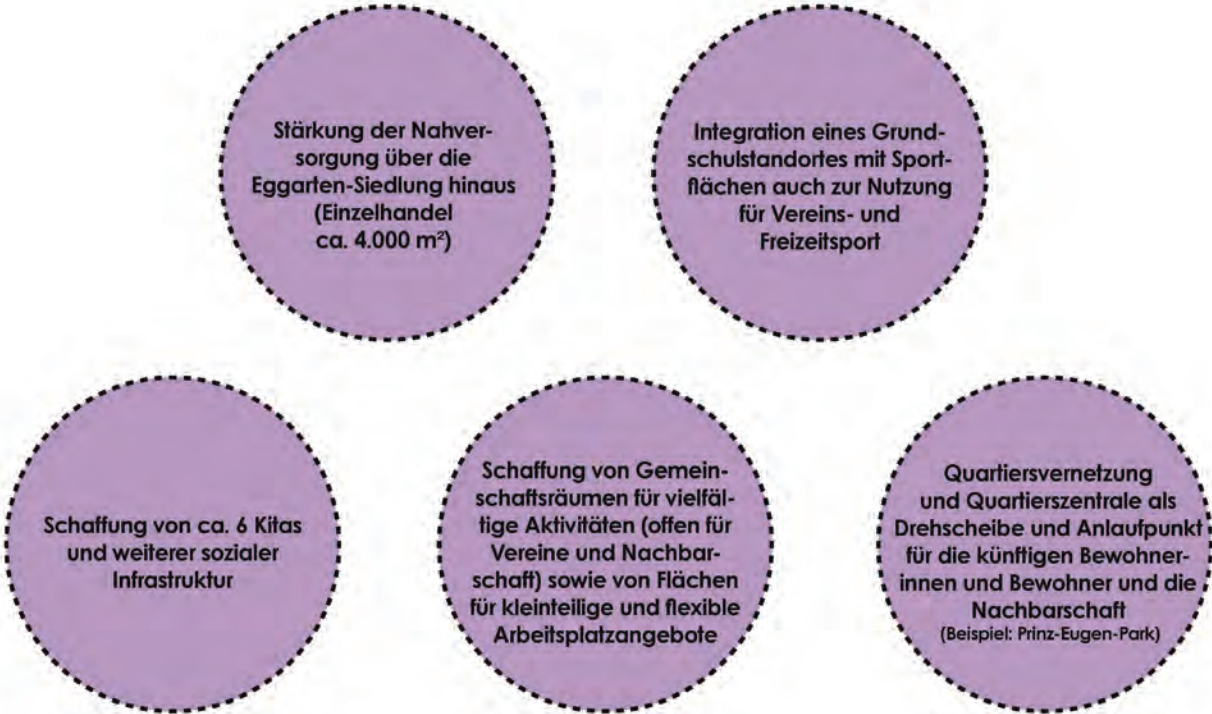 Stärkung der Nahver-
sorgung über die
Eggarten-Siedlung hinaus
(Einzelhandel
ca. 4.000 m²)
Integration eines Grund-
schulstandortes mit Sport-
flächen auch zur Nutzung
für Vereins- und
Freizeitsport
Schaffung von ca. 6 Kitas
und weiterer sozialer
Infrastruktur
Schaffung von Gemein-
schaftsräumen für vielfäl-
tige Aktivitäten (offen für
Vereine und Nachbar-
schaft) sowie von Flächen
für kleinteilige und flexible
Arbeitsplatzangebote
Quartiersvernetzung
und Quartierszentrale als
Drehscheibe und Anlaufpunkt
für die künftigen Bewohner-
innen und Bewohner und die
Nachbarschaft
(Beispiel: Prinz-Eugen-Park)